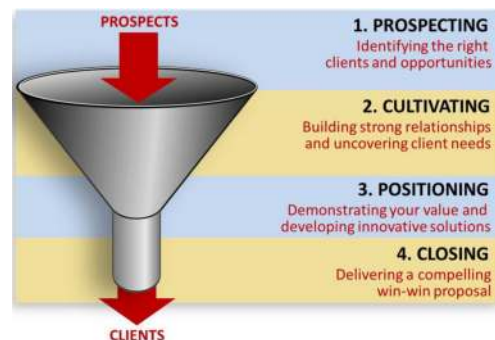 PROSPECTS
1. PROSPECTING
Identifying the right
clients and opportunities
2. CULTIVATING
Building strong relationships
and uncovering client needs
3. POSITIONING
Demonstrating your value and
developing innovative solutions
4. CLOSING
Delivering a compelling
win-win proposal
CLIENTS